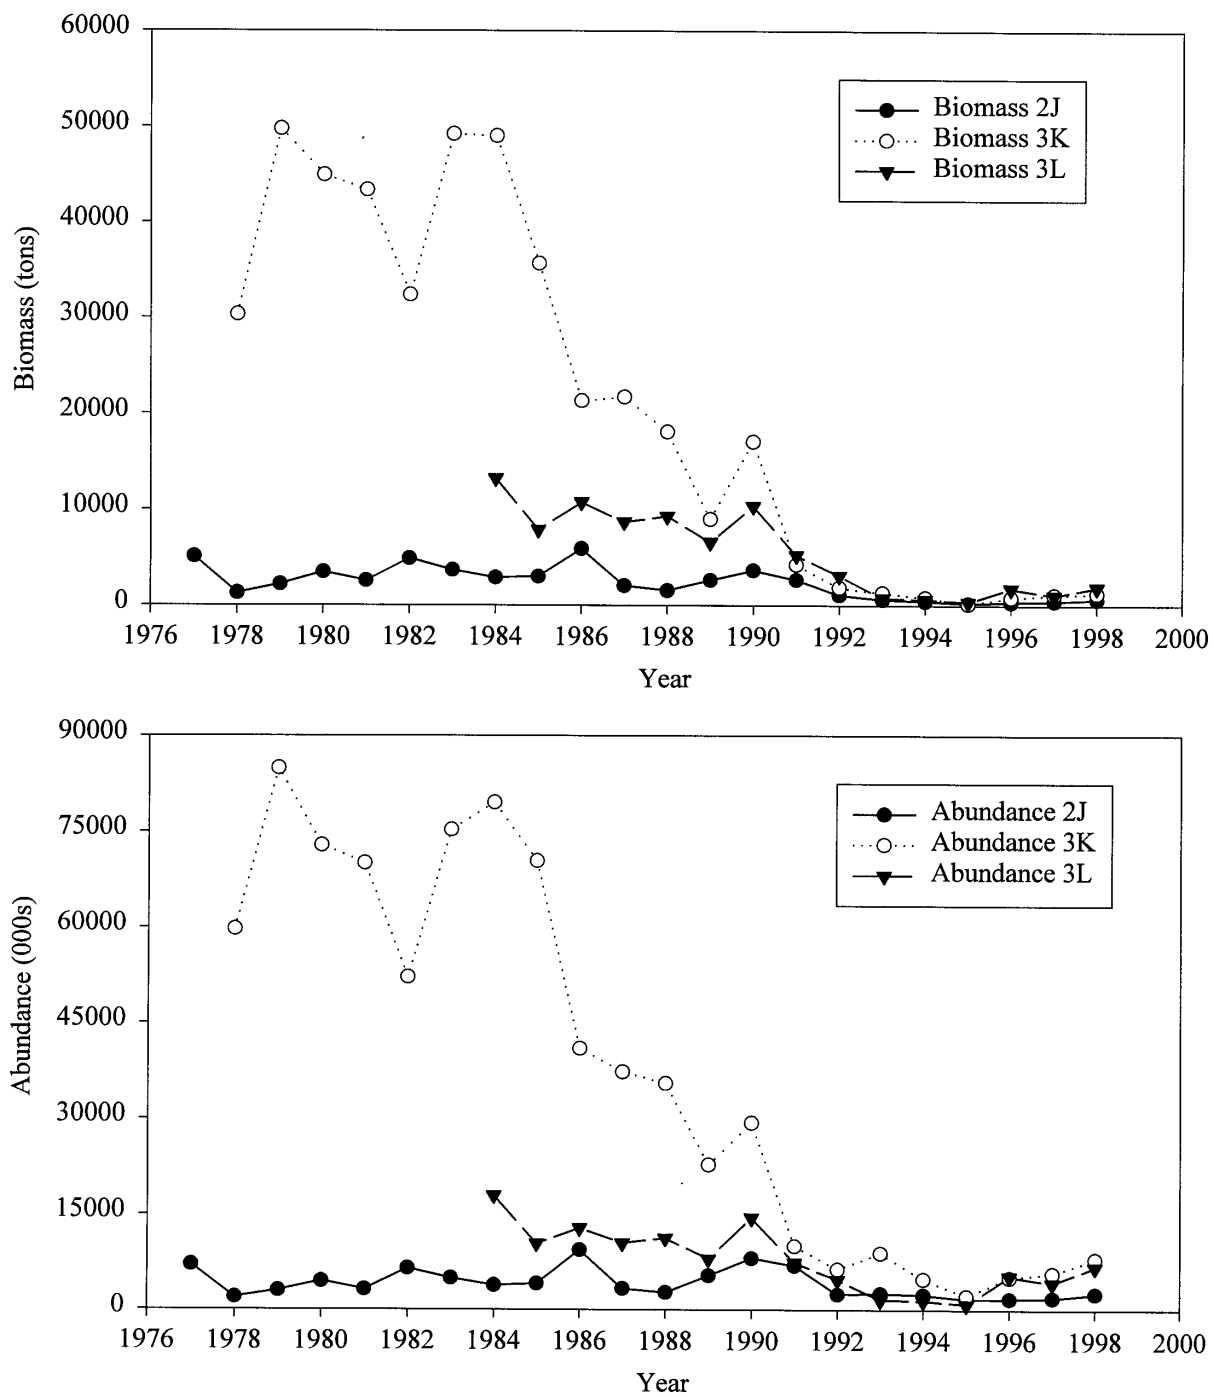 60000
50000
40000
30000
20000
10000
0
Biomass (tons)
Biomass 2J
Biomass 3K
Biomass 3L
1976 1978 1980 1982 1984 1986 1988 1990 1992 1994 1996 1998 2000
Year
90000
75000
60000
45000
30000
15000
0
Abundance (000s)
Abundance 2J
Abundance 3K
Abundance 3L
1976 1978 1980 1982 1984 1986 1988 1990 1992 1994 1996 1998 2000
Year